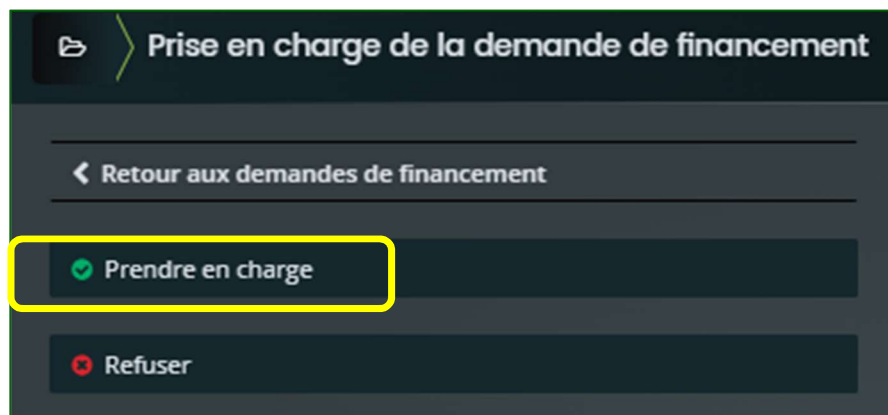 Prise en charge de la demande de financement
Retour aux demandes de financement
Prendre en charge
Refuser